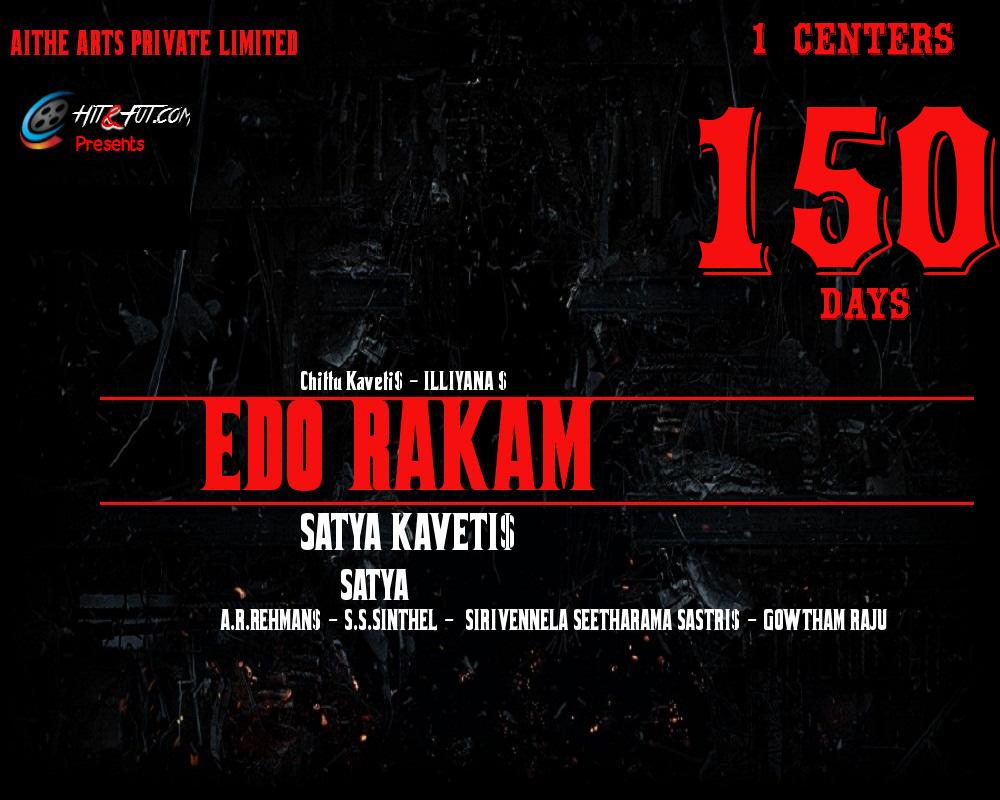 AITHE ARTS PRIVATE LIMITED
1 CENTERS
HIT&FUT.COM
Presents
150
DAYS
Chittu Kaveti$ - ILLIYANA $
EDO RAKAM
SATYA KAVETI$
SATYA
A.R.REHMAN$ - S.S.SINTHEL - SIRIVENNELA SEETHARAMA SASTRI$ - GOWTHAM RAJU